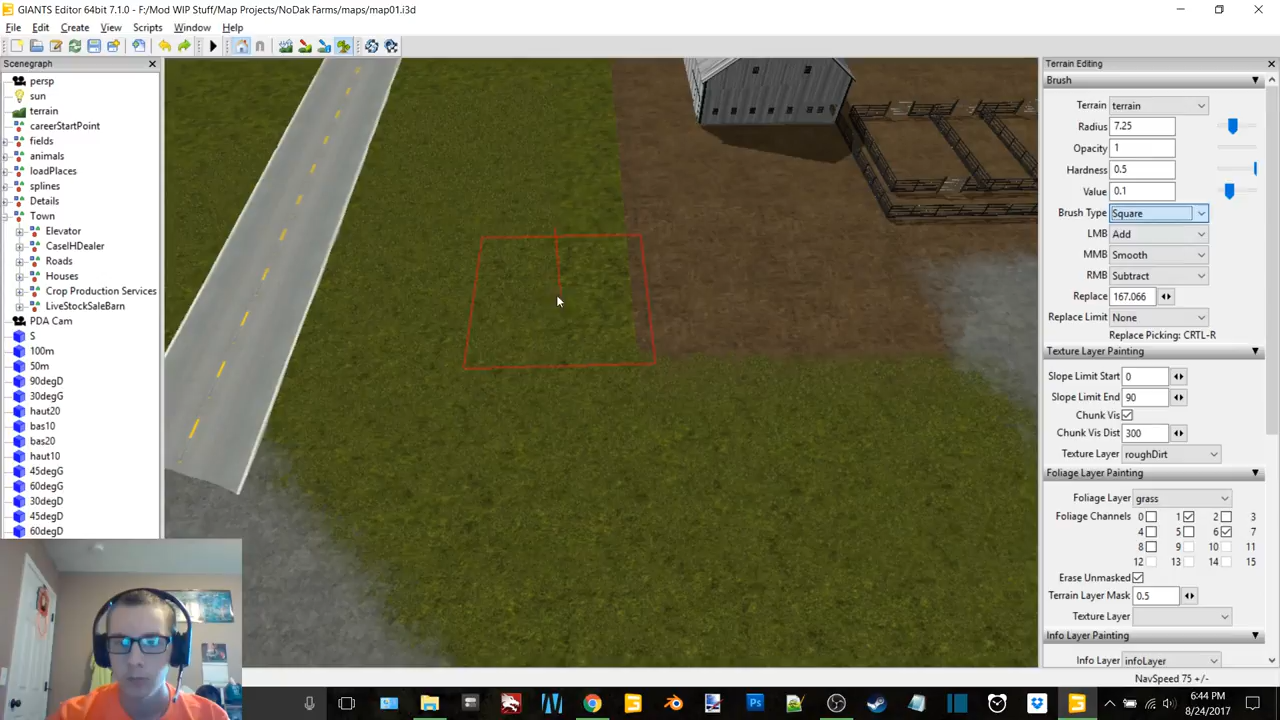 GIANTS Editor 64bit 7.1.0 - F:/Mod WIP Stuff/Map Projects/NoDak Farms/maps/map01.i3d
File Edit Create View Scripts Window Help
Scenegraph
persp
sun
terrain
careerStartPoint
fields
animals
loadPlaces
splines
Details
Town
Elevator
CaseIHDealer
Roads
Houses
Crop Production Services
LiveStockSaleBarn
PDA Cam
S
100m
50m
90degD
30degG
haut20
bas10
bas20
haut10
45degG
60degG
30degD
45degD
60degD
Terrain Editing
Brush
Terrain terrain
Radius 7.25
Opacity 1
Hardness 0.5
Value 0.1
Brush Type Square
LMB Add
MMB Smooth
RMB Subtract
Replace 167.066
Replace Limit None
Replace Picking: CRTL-R
Texture Layer Painting
Slope Limit Start 0
Slope Limit End 90
Chunk Vis
Chunk Vis Dist 300
Texture Layer roughDirt
Foliage Layer Painting
Foliage Layer grass
Foliage Channels 0 1 2 3
4 5 6 7
8 9 10 11
12 13 14 15
Erase Unmasked
Terrain Layer Mask 0.5
Texture Layer
Info Layer Painting
Info Layer infoLayer
NavSpeed 75 +/-
6:44 PM
8/24/2017